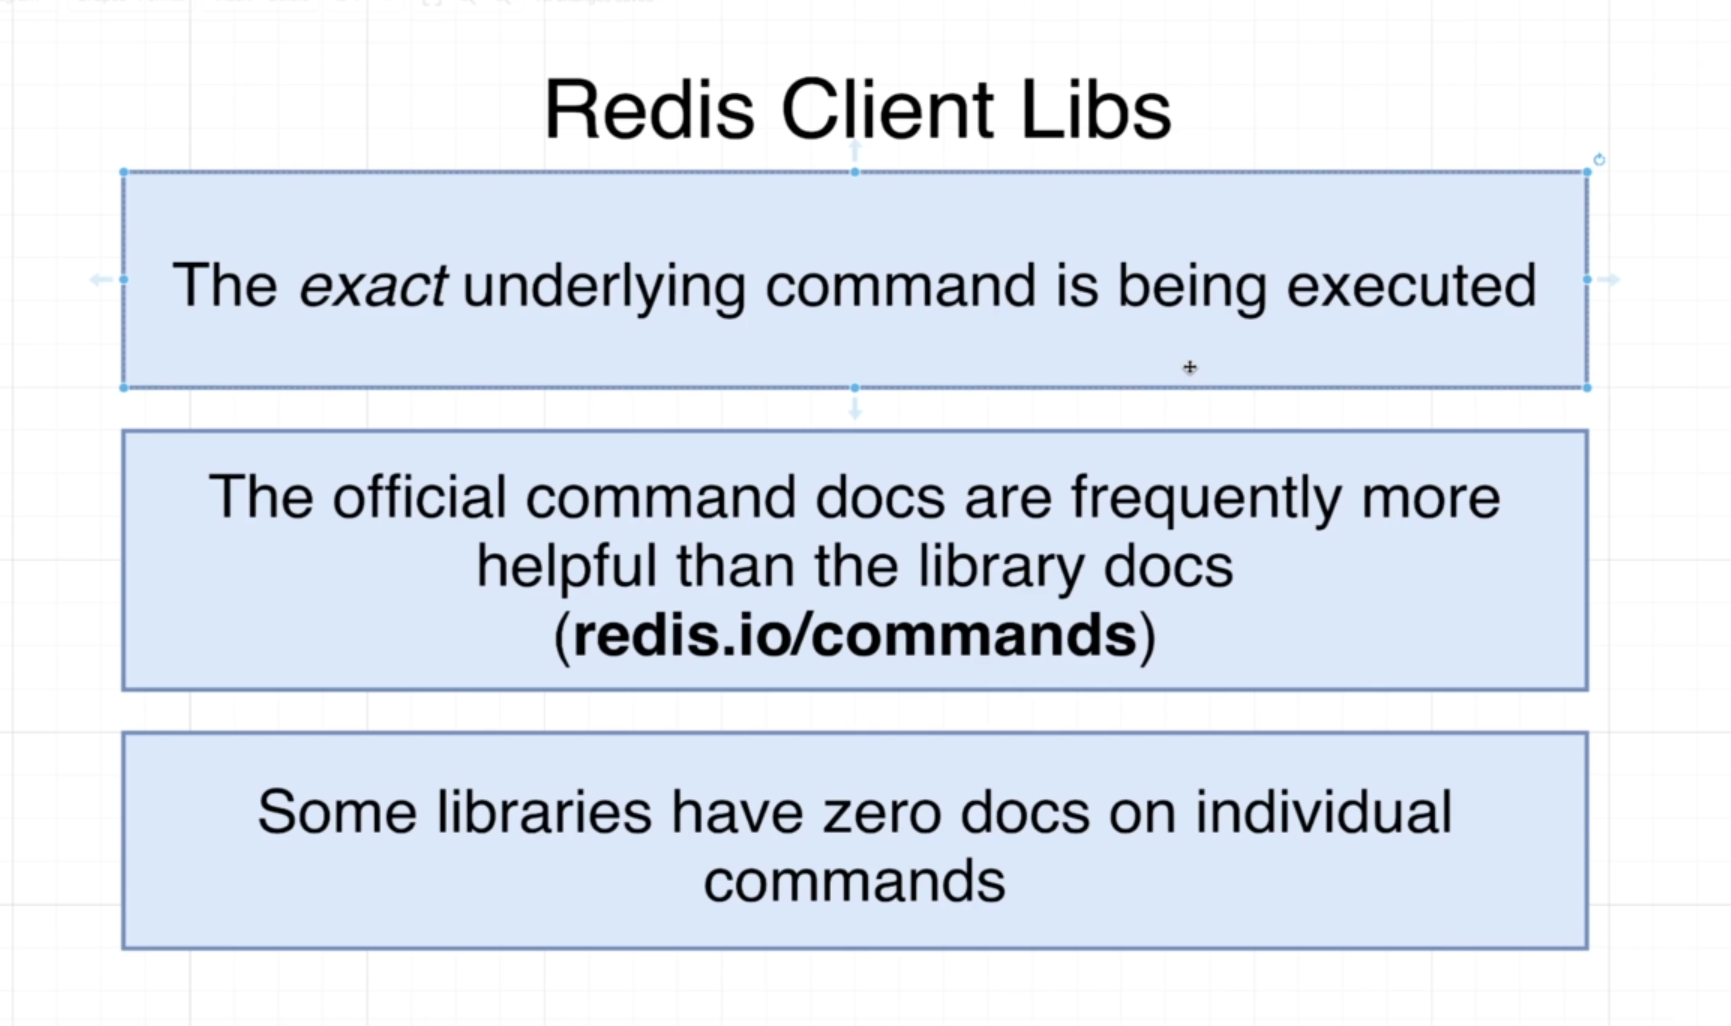 Redis Client Libs
The exact underlying command is being executed
The official command docs are frequently more
helpful than the library docs
(redis.io/commands)
Some libraries have zero docs on individual
commands